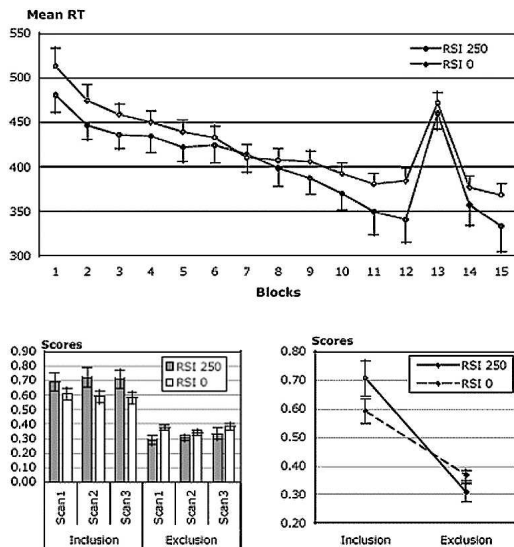 Mean RT
550
500
450
400
350
300
RSI 250
RSI 0
1 2 3 4 5 6 7 8 9 10 11 12 13 14 15
Blocks
Scores
0.90
0.80
0.70
0.60
0.50
0.40
0.30
0.20
0.10
0.00
RSI 250
RSI 0
Scan1 Scan2 Scan3 Scan1 Scan2 Scan3
Inclusion Exclusion
Scores
0.80
0.70
0.60
0.50
0.40
0.30
0.20
RSI 250
RSI 0
Inclusion Exclusion